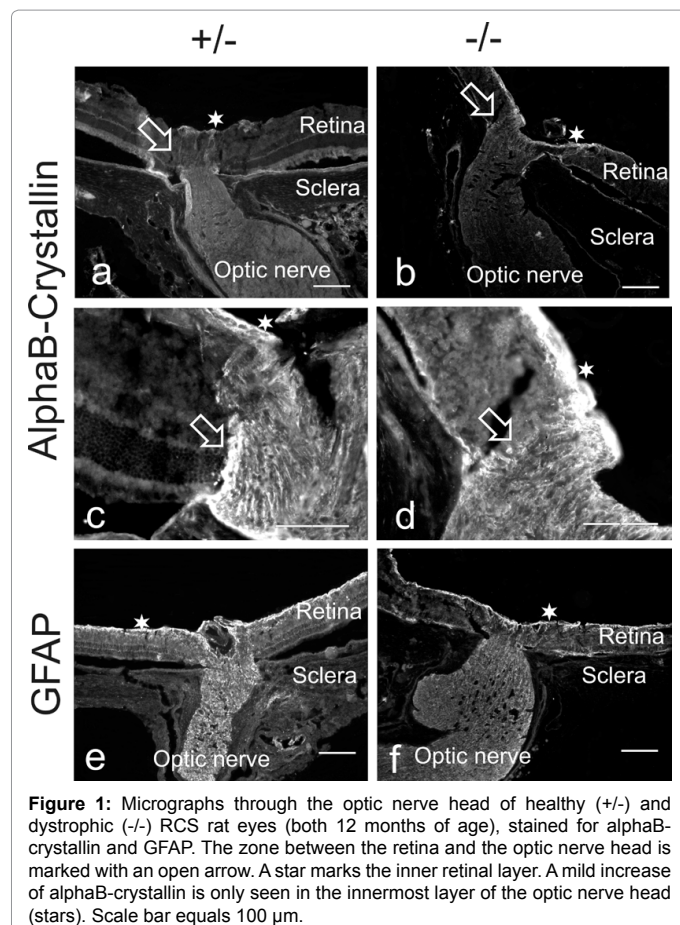 +/-
-/-
AlphaB-Crystallin
GFAP
Retina
Sclera
Optic nerve
a
Retina
Sclera
Optic nerve
b
c
d
Retina
Sclera
Optic nerve
e
Retina
Sclera
Optic nerve
f
Figure 1: Micrographs through the optic nerve head of healthy (+/-) and
dystrophic (-/-) RCS rat eyes (both 12 months of age), stained for alphaB-
crystallin and GFAP. The zone between the retina and the optic nerve head is
marked with an open arrow. A star marks the inner retinal layer. A mild increase
of alphaB-crystallin is only seen in the innermost layer of the optic nerve head
(stars). Scale bar equals 100 μm.